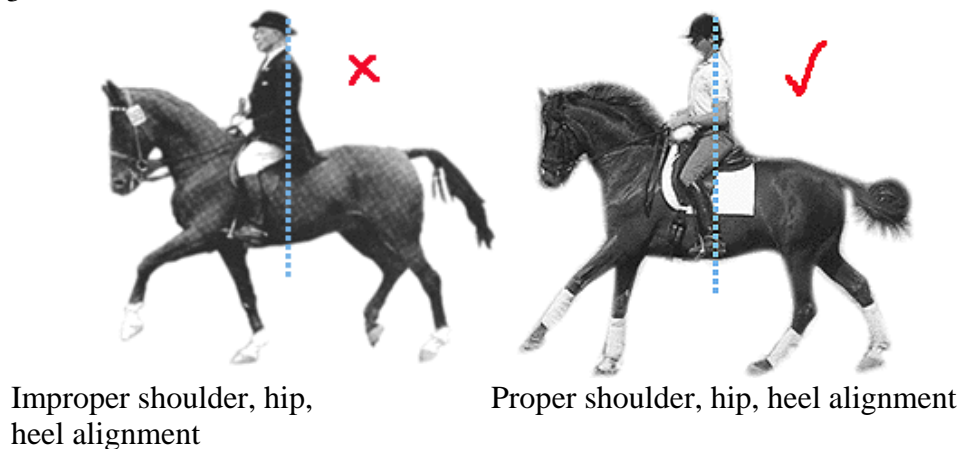 Improper shoulder, hip,
heel alignment
Proper shoulder, hip, heel alignment